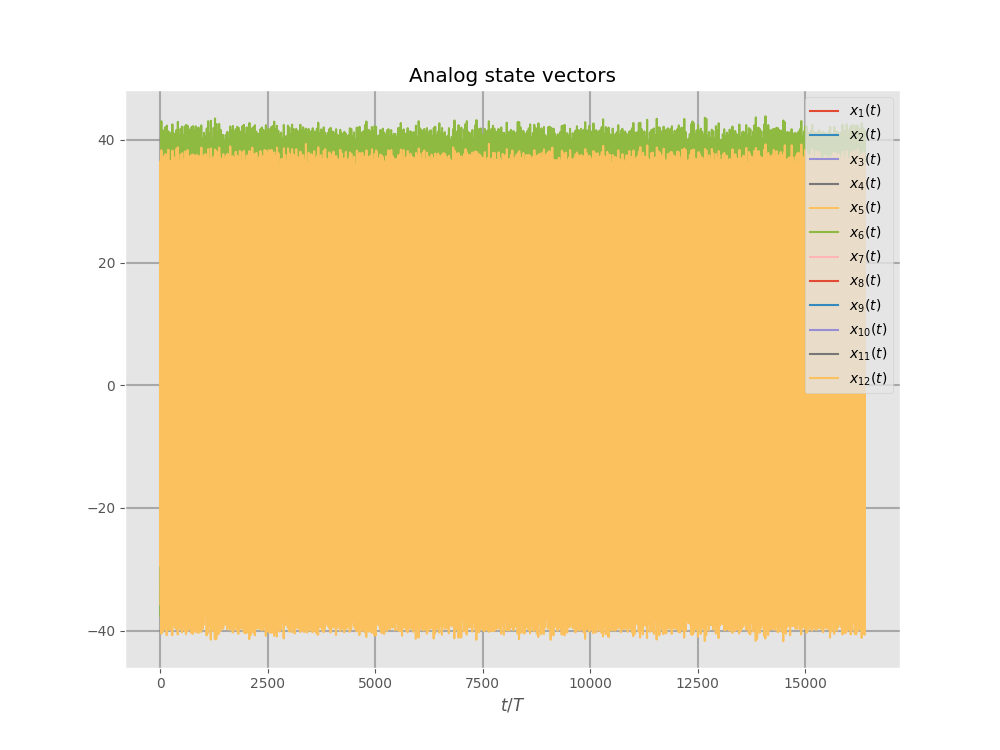 Analog state vectors
40
20
0
−20
−40
0
2500
5000
7500
10000
12500
15000
t/T
x₁(t)
x₂(t)
x₃(t)
x₄(t)
x₅(t)
x₆(t)
x₇(t)
x₈(t)
x₉(t)
x₁₀(t)
x₁₁(t)
x₁₂(t)